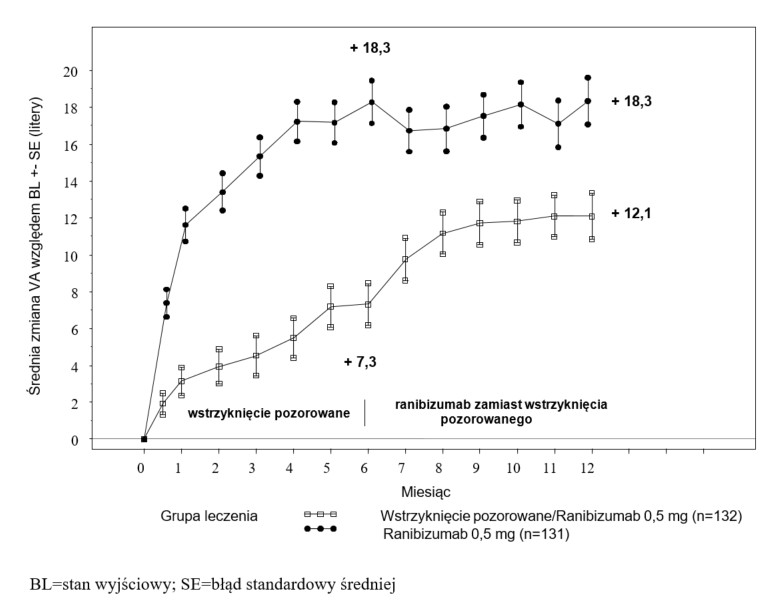 + 18,3
20
18
+ 18,3
16
14
12
+ 12,1
10
8
6
+ 7,3
4
2
wstrzyknięcie pozorowane
ranibizumab zamiast wstrzyknięcia
pozorowanego
0
Średnia zmiana VA względem BL +- SE (litery)
0 1 2 3 4 5 6 7 8 9 10 11 12
Miesiąc
Grupa leczenia
Wstrzyknięcie pozorowane/Ranibizumab 0,5 mg (n=132)
Ranibizumab 0,5 mg (n=131)
BL=stan wyjściowy; SE=błąd standardowy średniej